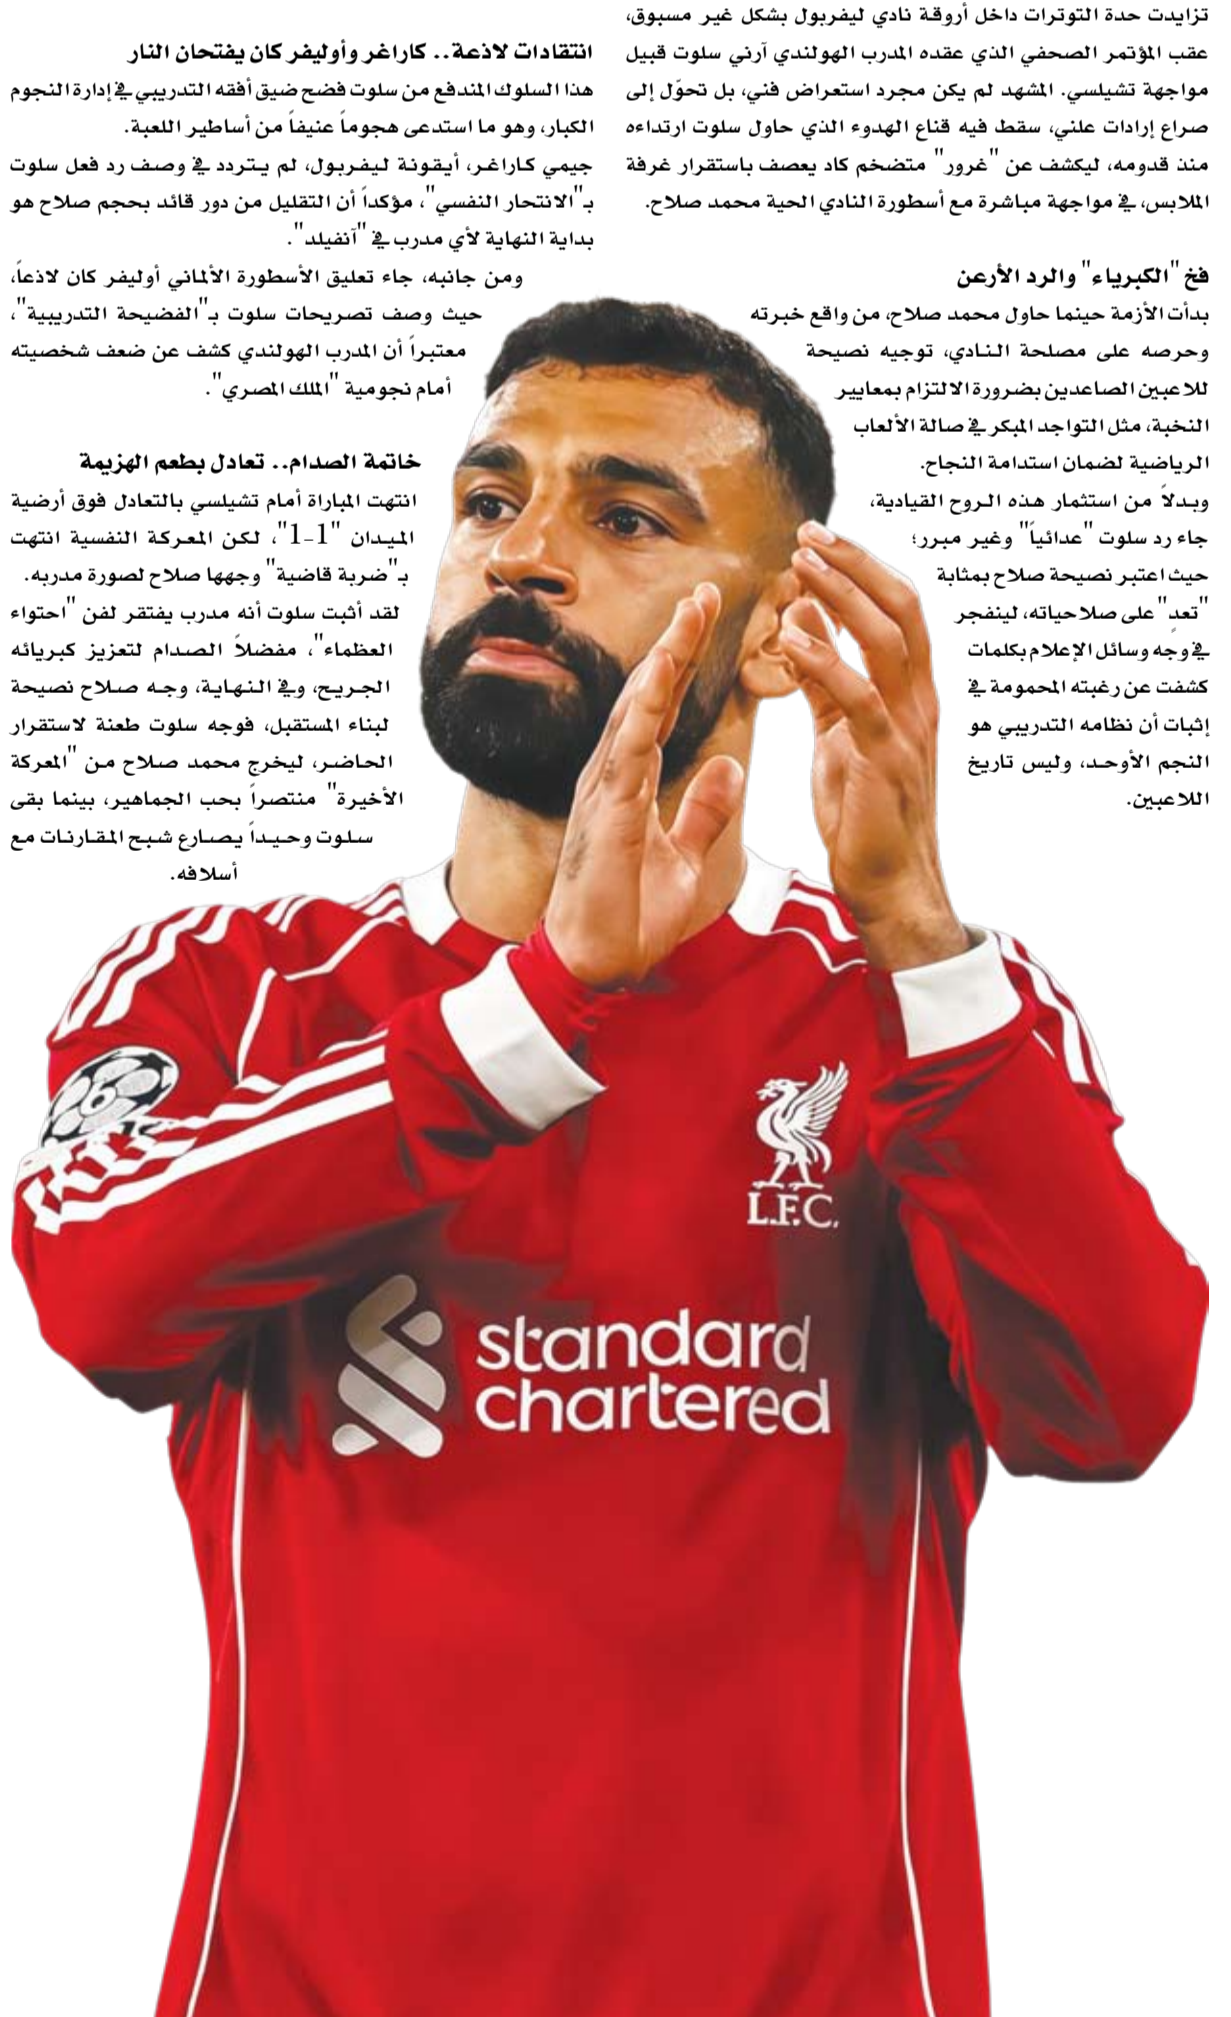 تزايدت حدة التوترات داخل أروقة نادي ليفربول بشكل غير مسبوق،
عقب المؤتمر الصحفي الذي عقده المدرب الهولندي آرني سلوت قبيل
مواجهة تشيلسي. المشهد لم يكن مجرد استعراض فني، بل تحوّل إلى
صراع إرادات علني، سقط فيه قناع الهدوء الذي حاول سلوت ارتداءه
منذ قدومه، ليكشف عن "غرور" متضخم كاد يعصف باستقرار غرفة
الملابس، في مواجهة مباشرة مع أسطورة النادي الحية محمد صلاح.
فخ "الكبرياء" والرد الأرعن
بدأت الأزمة حينما حاول محمد صلاح، من واقع خبرته
وحرصه على مصلحة النادي، توجيه نصيحة
للاعبين الصاعدين بضرورة الالتزام بمعايير
النخبة، مثل التواجد المبكر في صالة الألعاب
الرياضية لضمان استدامة النجاح.
وبدلاً من استثمار هذه الروح القيادية،
جاء رد سلوت "عدائياً" وغير مبرر؛
حيث اعتبر نصيحة صلاح بمثابة
"تعدٍ" على صلاحياته، لينفجر
في وجه وسائل الإعلام بكلمات
كشفت عن رغبته المحمومة في
إثبات أن نظامه التدريبي هو
النجم الأوحد، وليس تاريخ
اللاعبين.
انتقادات لاذعة.. كاراغر وأوليفر كان يفتحان النار
هذا السلوك المندفع من سلوت فضح ضيق أفقه التدريبي في إدارة النجوم
الكبار، وهو ما استدعى هجوماً عنيفاً من أساطير اللعبة.
جيمي كاراغر، أيقونة ليفربول، لم يتردد في وصف رد فعل سلوت
بـ"الانتحار النفسي"، مؤكداً أن التقليل من دور قائد بحجم صلاح هو
بداية النهاية لأي مدرب في "آنفيلد".
ومن جانبه، جاء تعليق الأسطورة الألماني أوليفر كان لاذعاً،
حيث وصف تصريحات سلوت بـ"الفضيحة التدريبية"،
معتبراً أن المدرب الهولندي كشف عن ضعف شخصيته
أمام نجومية "الملك المصري".
خاتمة الصدام.. تعادل بطعم الهزيمة
انتهت المباراة أمام تشيلسي بالتعادل فوق أرضية
الميدان "1-1"، لكن المعركة النفسية انتهت
بـ"ضربة قاضية" وجهها صلاح لصورة مدربه.
لقد أثبت سلوت أنه مدرب يفتقر لفن "احتواء
العظماء"، مفضلاً الصدام لتعزيز كبريائه
الجريح، وفي النهاية، وجه صلاح نصيحة
لبناء المستقبل، فوجه سلوت طعنة لاستقرار
الحاضر، ليخرج محمد صلاح من "المعركة
الأخيرة" منتصراً بحب الجماهير، بينما بقى
سلوت وحيداً يصارع شبح المقارنات مع
أسلافه.
6
L.F.C.
standard
chartered